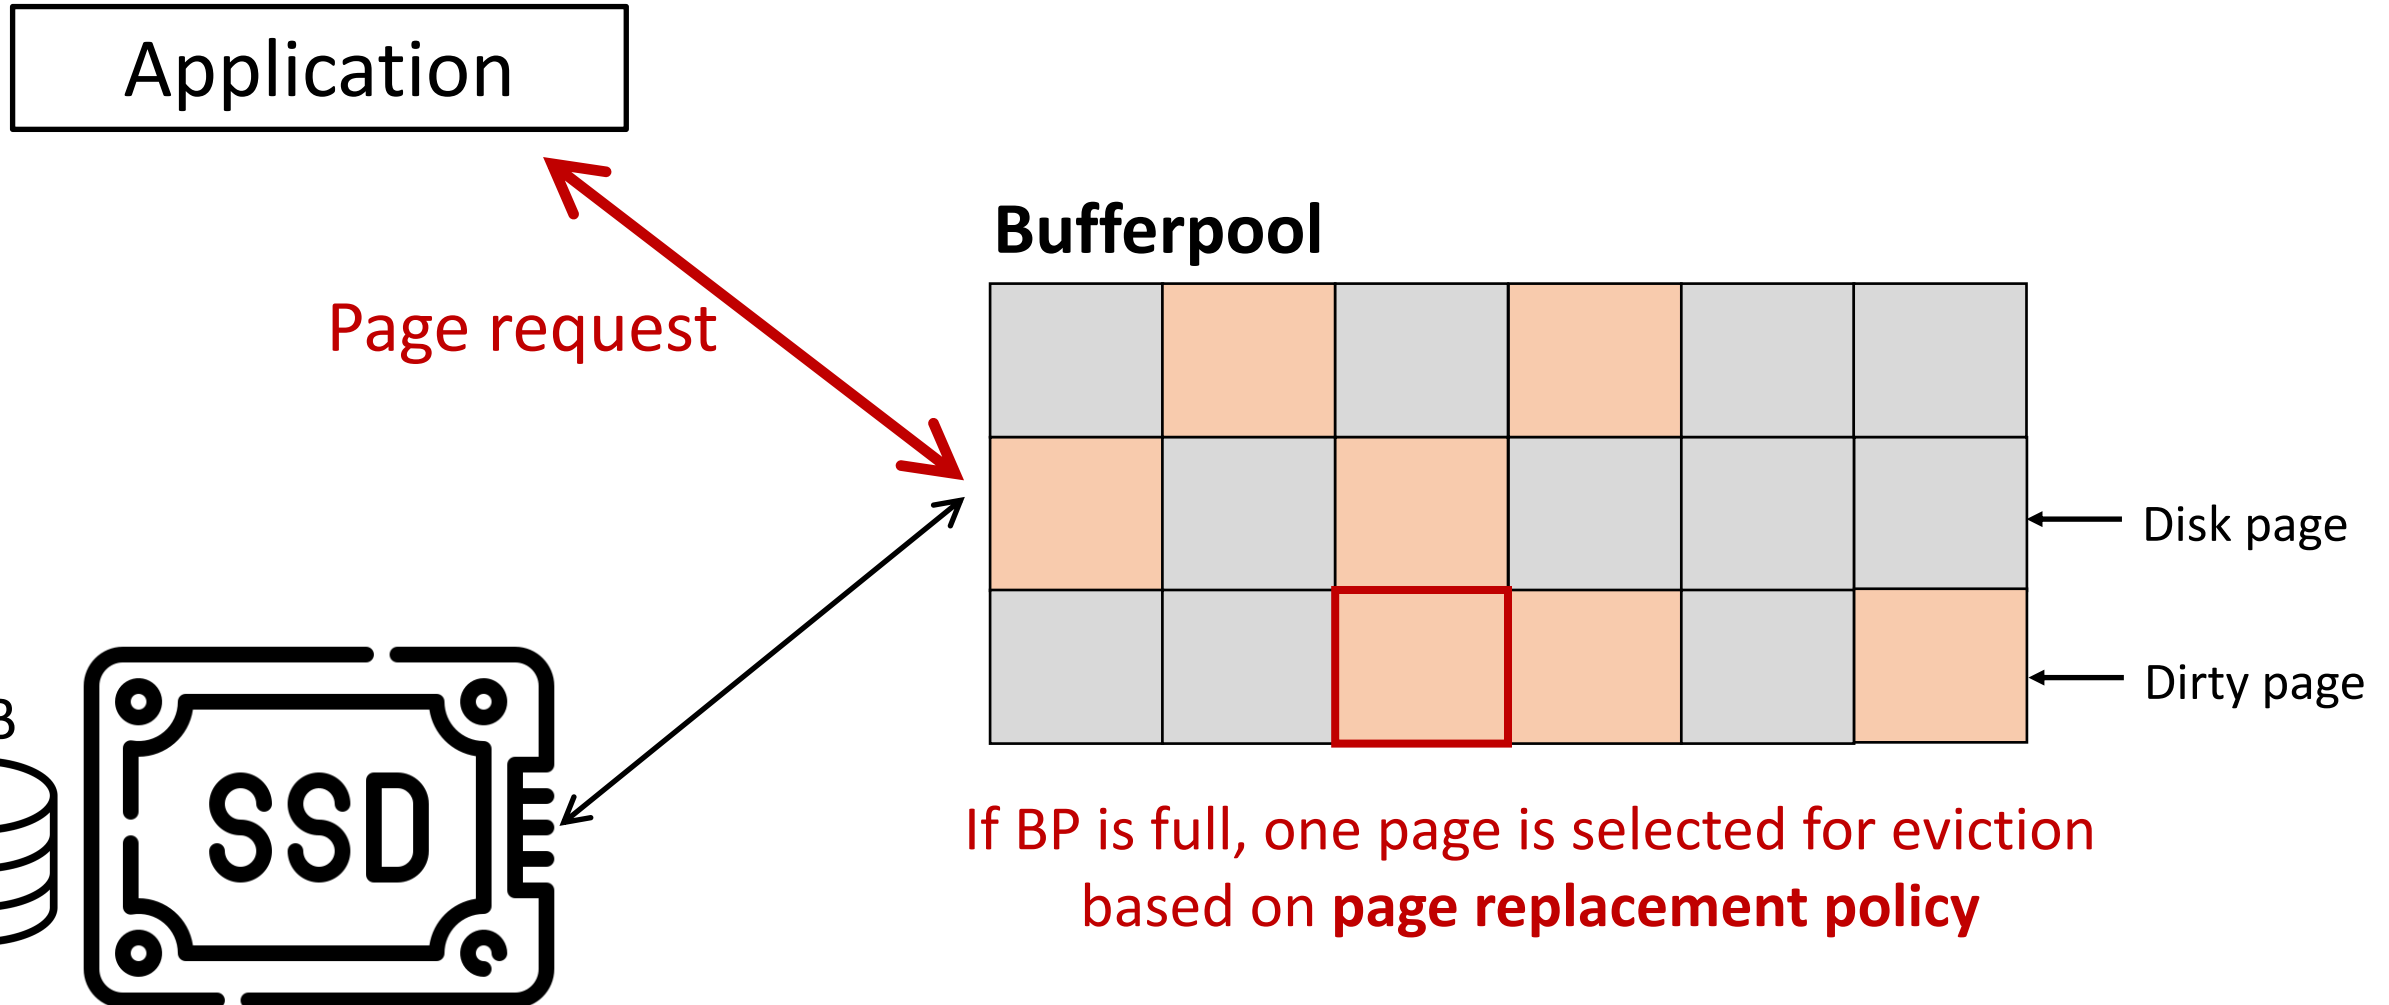 Application
Bufferpool
Page request
Disk page
Dirty page
SSD
If BP is full, one page is selected for eviction
based on page replacement policy